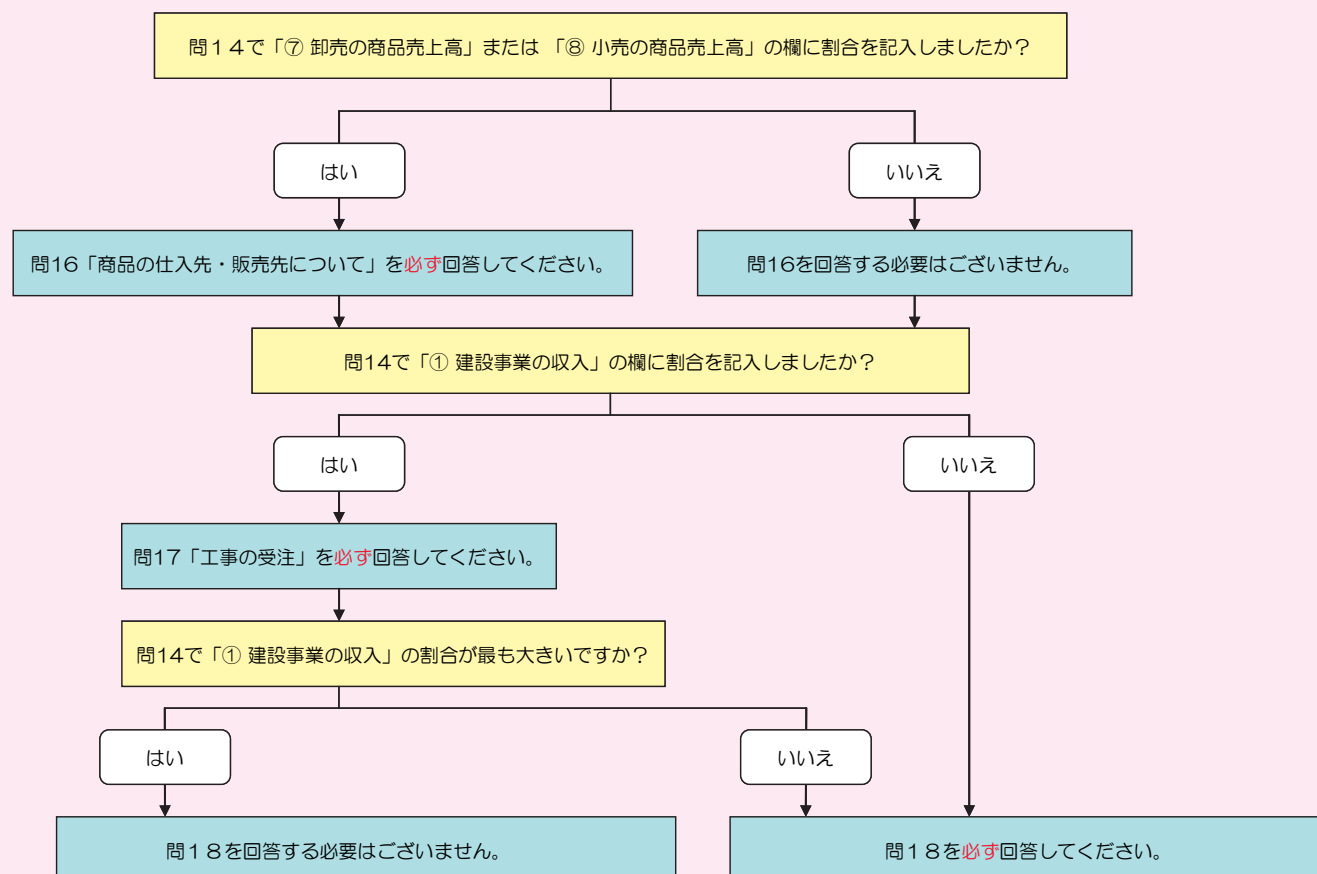 問１４で「⑦ 卸売の商品売上高」または 「⑧ 小売の商品売上高」の欄に割合を記入しましたか？
はい
いいえ
問16「商品の仕入先・販売先について」を必ず回答してください。
問16を回答する必要はございません。
問14で「① 建設事業の収入」の欄に割合を記入しましたか？
はい
いいえ
問17「工事の受注」を必ず回答してください。
問14で「① 建設事業の収入」の割合が最も大きいですか？
はい
いいえ
問１８を回答する必要はございません。
問１８を必ず回答してください。